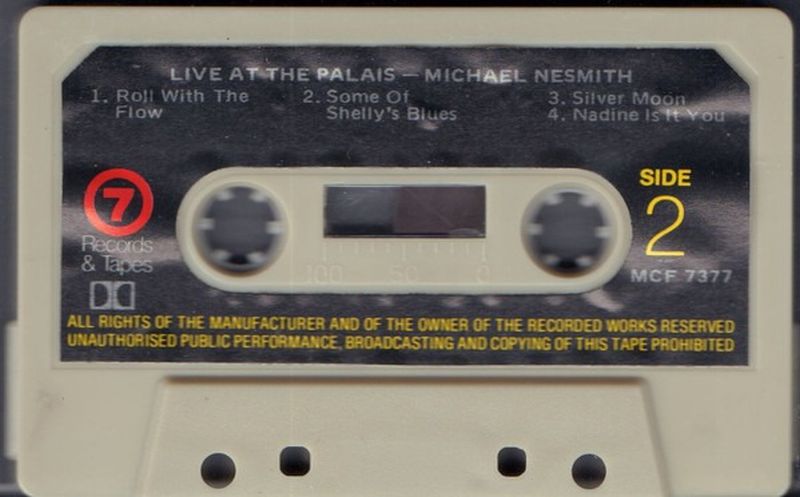 LIVE AT THE PALAIS — MICHAEL NESMITH
1. Roll With The
Flow
2. Some Of
Shelly's Blues
3. Silver Moon
4. Nadine Is It You
7
Records
& Tapes
SIDE
2
MCF 7377
100 50 0
ALL RIGHTS OF THE MANUFACTURER AND OF THE OWNER OF THE RECORDED WORKS RESERVED
UNAUTHORISED PUBLIC PERFORMANCE, BROADCASTING AND COPYING OF THIS TAPE PROHIBITED